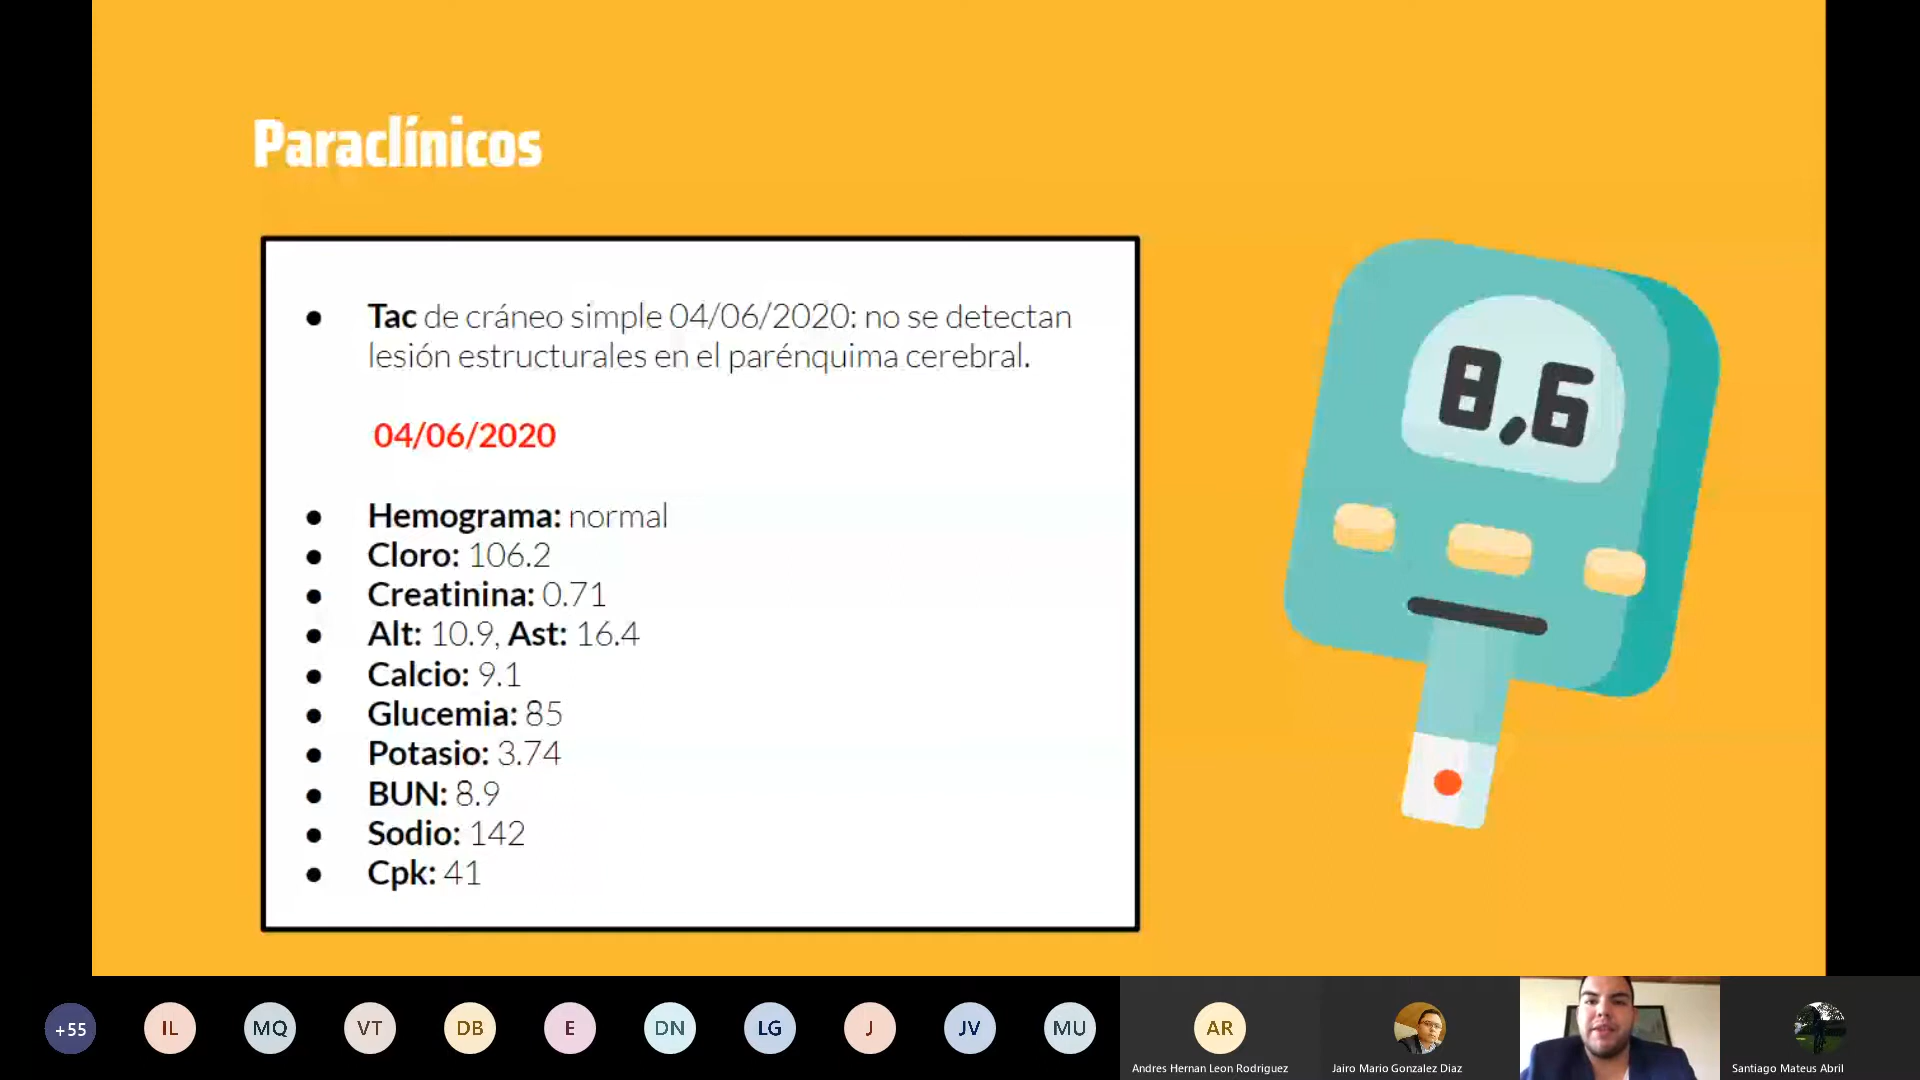 Paraclínicos
Tac de cráneo simple 04/06/2020: no se detectan
lesión estructurales en el parénquima cerebral.
04/06/2020
Hemograma: normal
Cloro: 106.2
Creatinina: 0.71
Alt: 10.9, Ast: 16.4
Calcio: 9.1
Glucemia: 85
Potasio: 3.74
BUN: 8.9
Sodio: 142
Cpk: 41
8,6
+55
IL
MQ
VT
DB
E
DN
LG
J
JV
MU
AR
Andres Hernan Leon Rodriguez
Jairo Mario Gonzalez Diaz
Santiago Mateus Abril